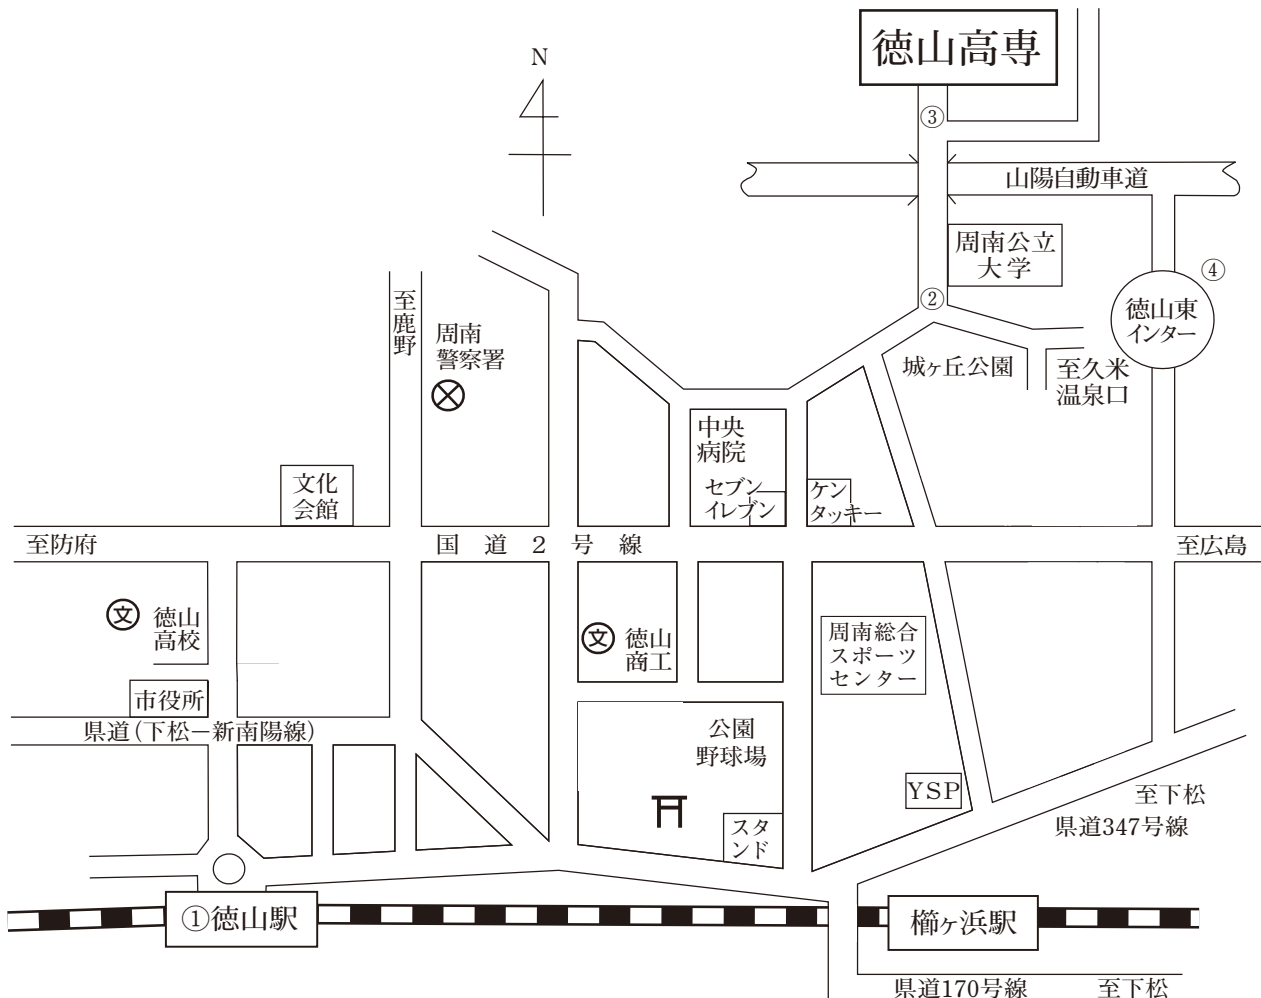 徳山高専
N
③
山陽自動車道
周南公立
大学
④
②
徳山東
インター
至鹿野
周南
警察署
城ヶ丘公園
至久米
温泉口
中央
病院
セブン
イレブン
ケン
タッキー
文化
会館
至防府
国道2号線
至広島
文
徳山
高校
文
徳山
商工
周南総合
スポーツ
センター
市役所
県道(下松－新南陽線)
公園
野球場
YSP
スタ
ンド
至下松
県道347号線
①徳山駅
櫛ヶ浜駅
県道170号線
至下松